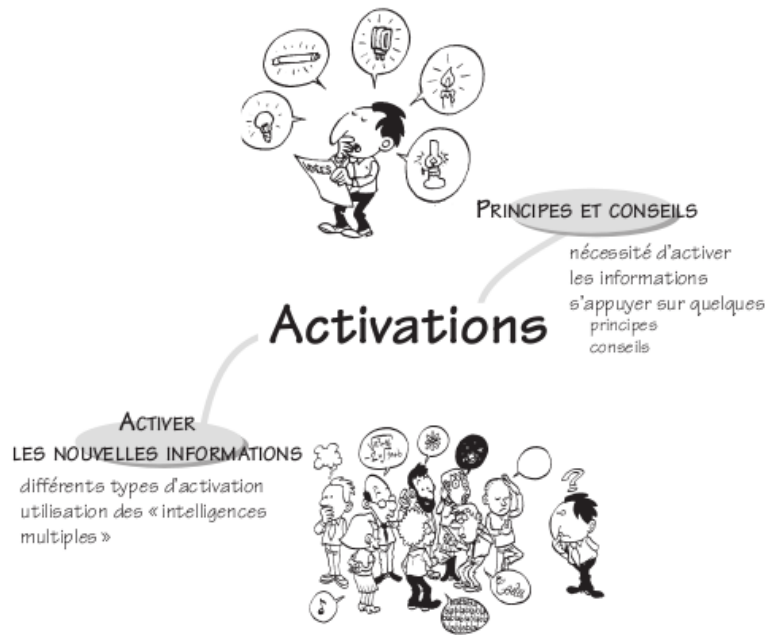 IDÉES
PRINCIPES ET CONSEILS
nécessité d'activer
les informations
s'appuyer sur quelques
principes
conseils
Activations
ACTIVER
LES NOUVELLES INFORMATIONS
différents types d'activation
utilisation des « intelligences
multiples »
?